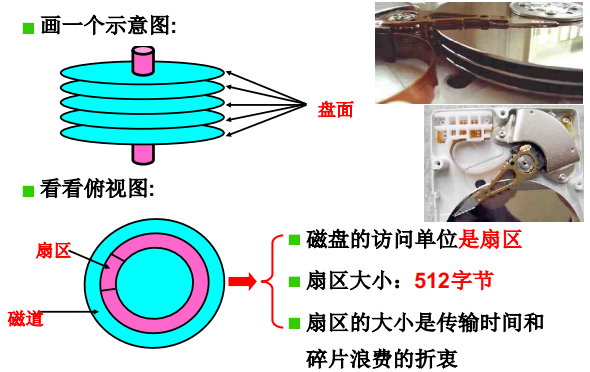 画一个示意图:
盘面
看看俯视图:
扇区
磁道
磁盘的访问单位是扇区
扇区大小：512字节
扇区的大小是传输时间和
碎片浪费的折衷